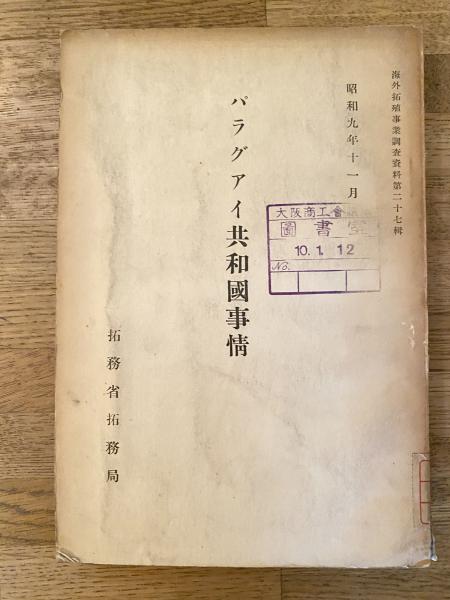 海外拓殖事業調査資料第二十七輯
昭和九年十一月
パラグアイ共和國事情
拓務省拓務局
大阪商工會
圖書室
10.1.12
No.